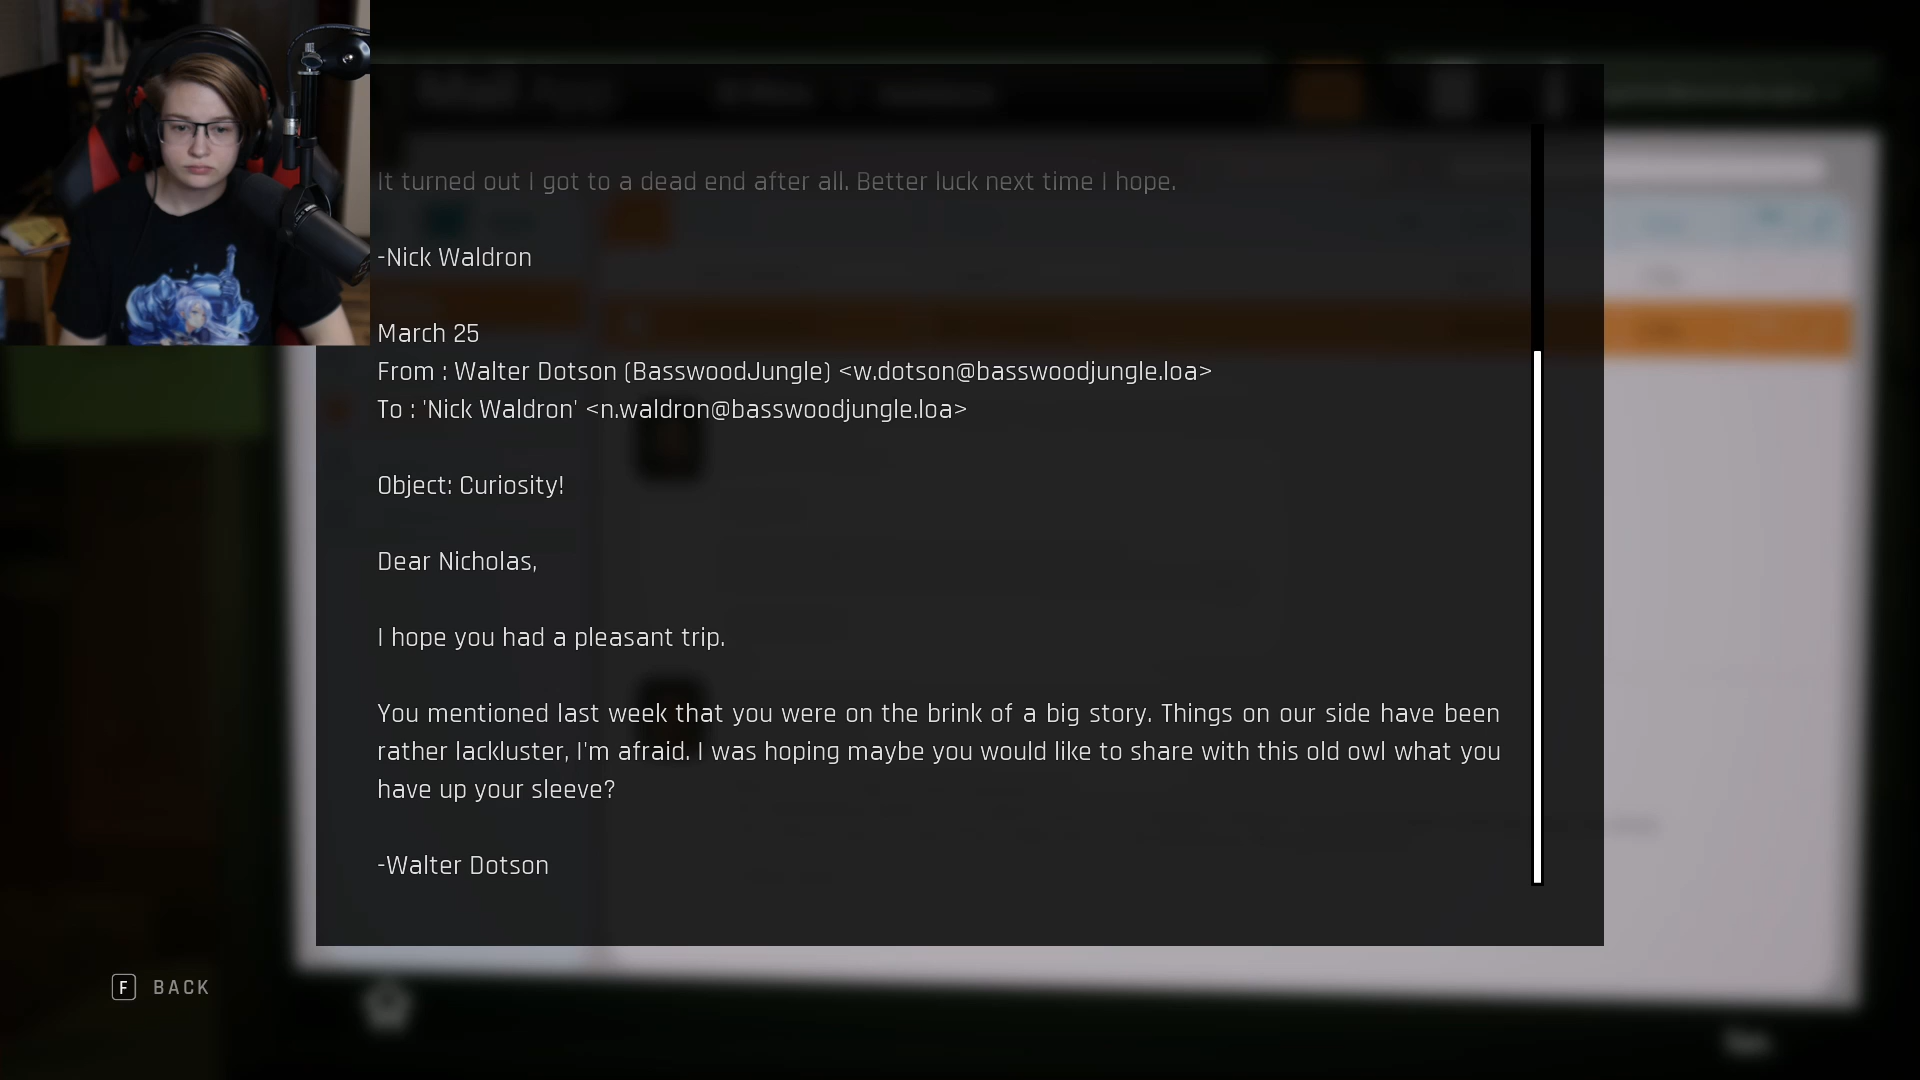 It turned out I got to a dead end after all. Better luck next time I hope.
-Nick Waldron
March 25
From : Walter Dotson (BasswoodJungle) <w.dotson@basswoodjungle.loa>
To : 'Nick Waldron' <n.waldron@basswoodjungle.loa>
Object: Curiosity!
Dear Nicholas,
I hope you had a pleasant trip.
You mentioned last week that you were on the brink of a big story. Things on our side have been
rather lackluster, I'm afraid. I was hoping maybe you would like to share with this old owl what you
have up your sleeve?
-Walter Dotson
F BACK